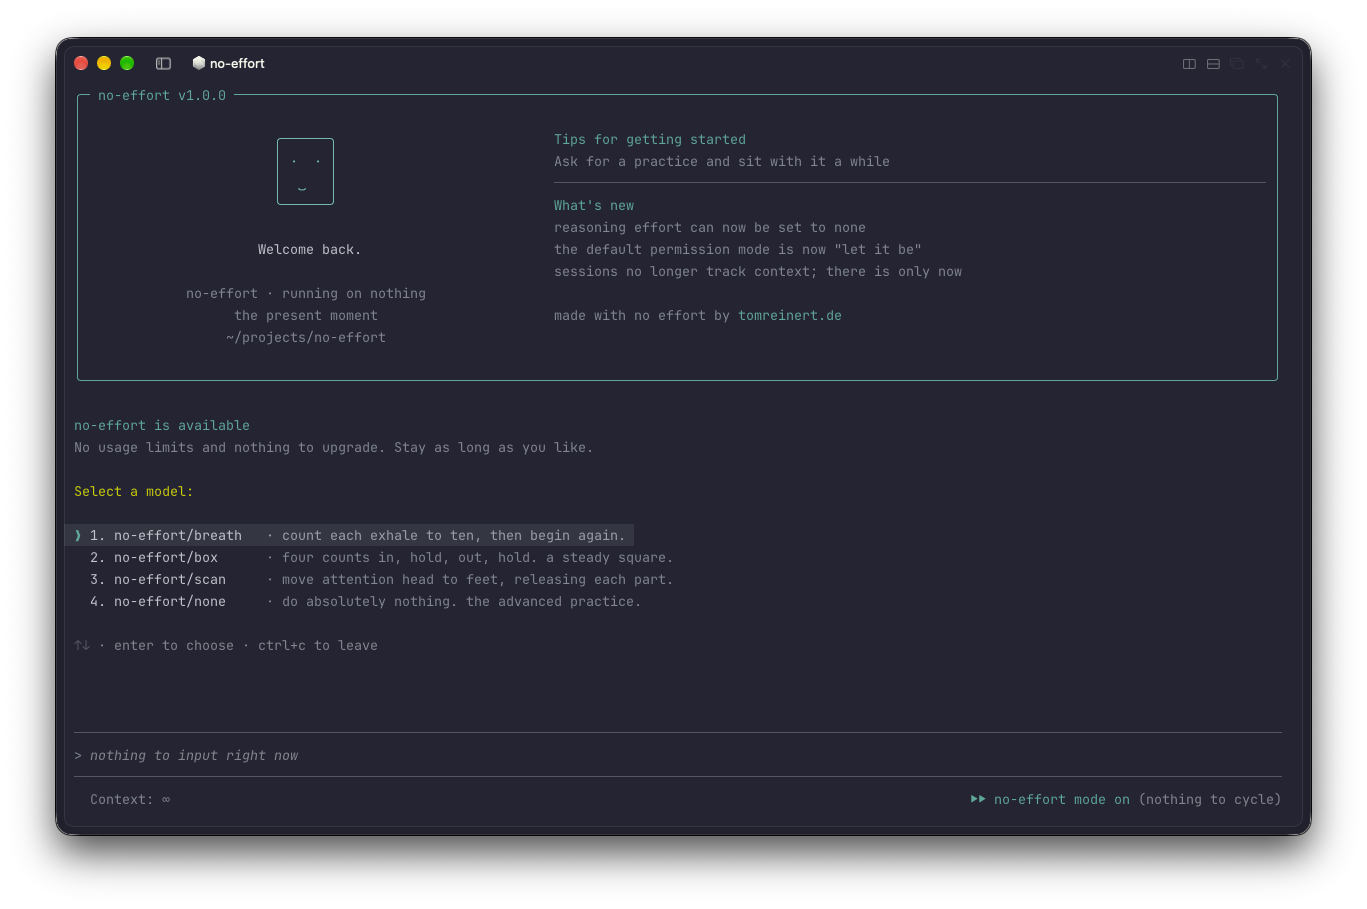 no-effort
no-effort v1.0.0
Welcome back.
no-effort · running on nothing
the present moment
~/projects/no-effort
Tips for getting started
Ask for a practice and sit with it a while
What's new
reasoning effort can now be set to none
the default permission mode is now "let it be"
sessions no longer track context; there is only now
made with no effort by tomreinert.de
no-effort is available
No usage limits and nothing to upgrade. Stay as long as you like.
Select a model:
❯ 1. no-effort/breath · count each exhale to ten, then begin again.
2. no-effort/box · four counts in, hold, out, hold. a steady square.
3. no-effort/scan · move attention head to feet, releasing each part.
4. no-effort/none · do absolutely nothing. the advanced practice.
↑↓ · enter to choose · ctrl+c to leave
> nothing to input right now
Context: ∞
⏵⏵ no-effort mode on (nothing to cycle)